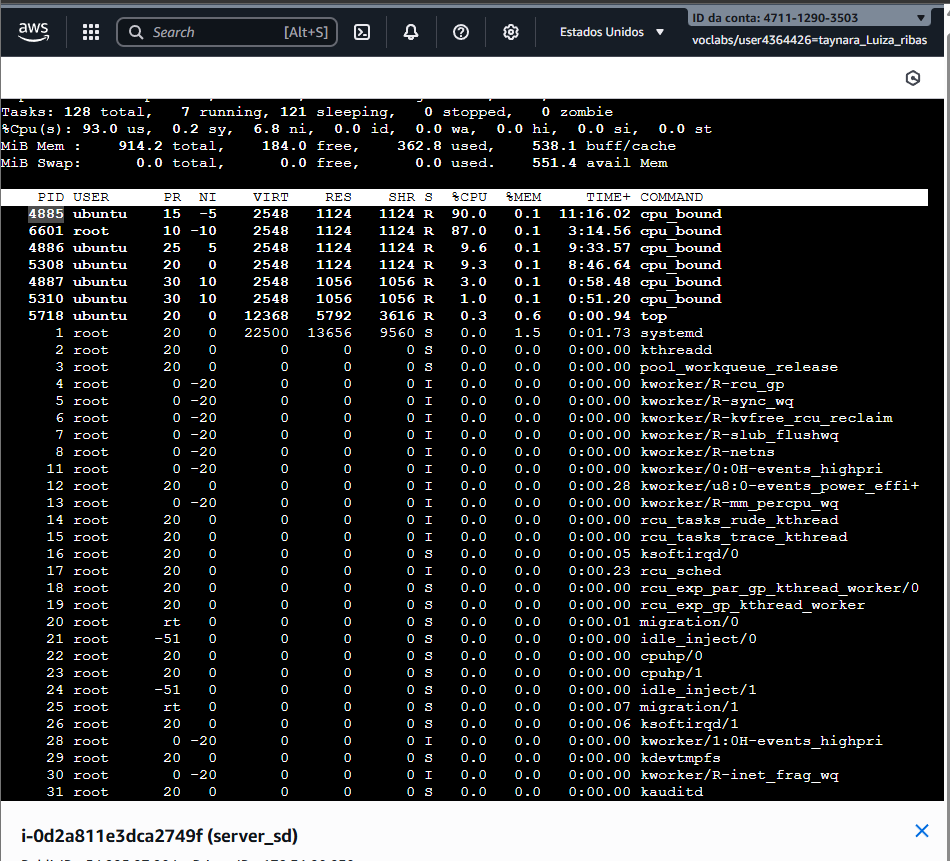 aws
Search [Alt+S]
Estados Unidos ▼
ID da conta: 4711-1290-3503 ▼
voclabs/user4364426=taynara_Luiza_ribas
Tasks: 128 total, 7 running, 121 sleeping, 0 stopped, 0 zombie
%Cpu(s): 93.0 us, 0.2 sy, 6.8 ni, 0.0 id, 0.0 wa, 0.0 hi, 0.0 si, 0.0 st
MiB Mem : 914.2 total, 184.0 free, 362.8 used, 538.1 buff/cache
MiB Swap: 0.0 total, 0.0 free, 0.0 used. 551.4 avail Mem
PID USER PR NI VIRT RES SHR S %CPU %MEM TIME+ COMMAND
4885 ubuntu 15 -5 2548 1124 1124 R 90.0 0.1 11:16.02 cpu_bound
6601 root 10 -10 2548 1124 1124 R 87.0 0.1 3:14.56 cpu_bound
4886 ubuntu 25 5 2548 1124 1124 R 9.6 0.1 9:33.57 cpu_bound
5308 ubuntu 20 0 2548 1124 1124 R 9.3 0.1 8:46.64 cpu_bound
4887 ubuntu 30 10 2548 1056 1056 R 3.0 0.1 0:58.48 cpu_bound
5310 ubuntu 30 10 2548 1056 1056 R 1.0 0.1 0:51.20 cpu_bound
5718 ubuntu 20 0 12368 5792 3616 R 0.3 0.6 0:00.94 top
1 root 20 0 22500 13656 9560 S 0.0 1.5 0:01.73 systemd
2 root 20 0 0 0 0 S 0.0 0.0 0:00.00 kthreadd
3 root 20 0 0 0 0 S 0.0 0.0 0:00.00 pool_workqueue_release
4 root 0 -20 0 0 0 I 0.0 0.0 0:00.00 kworker/R-rcu_gp
5 root 0 -20 0 0 0 I 0.0 0.0 0:00.00 kworker/R-sync_wq
6 root 0 -20 0 0 0 I 0.0 0.0 0:00.00 kworker/R-kvfree_rcu_reclaim
7 root 0 -20 0 0 0 I 0.0 0.0 0:00.00 kworker/R-slub_flushwq
8 root 0 -20 0 0 0 I 0.0 0.0 0:00.00 kworker/R-netns
11 root 0 -20 0 0 0 I 0.0 0.0 0:00.00 kworker/0:0H-events_highpri
12 root 20 0 0 0 0 I 0.0 0.0 0:00.28 kworker/u8:0-events_power_effi+
13 root 0 -20 0 0 0 I 0.0 0.0 0:00.00 kworker/R-mm_percpu_wq
14 root 20 0 0 0 0 I 0.0 0.0 0:00.00 rcu_tasks_rude_kthread
15 root 20 0 0 0 0 I 0.0 0.0 0:00.00 rcu_tasks_trace_kthread
16 root 20 0 0 0 0 S 0.0 0.0 0:00.05 ksoftirqd/0
17 root 20 0 0 0 0 I 0.0 0.0 0:00.23 rcu_sched
18 root 20 0 0 0 0 S 0.0 0.0 0:00.00 rcu_exp_par_gp_kthread_worker/0
19 root 20 0 0 0 0 S 0.0 0.0 0:00.00 rcu_exp_gp_kthread_worker
20 root rt 0 0 0 0 S 0.0 0.0 0:00.01 migration/0
21 root -51 0 0 0 0 S 0.0 0.0 0:00.00 idle_inject/0
22 root 20 0 0 0 0 S 0.0 0.0 0:00.00 cpuhp/0
23 root 20 0 0 0 0 S 0.0 0.0 0:00.00 cpuhp/1
24 root -51 0 0 0 0 S 0.0 0.0 0:00.00 idle_inject/1
25 root rt 0 0 0 0 S 0.0 0.0 0:00.07 migration/1
26 root 20 0 0 0 0 S 0.0 0.0 0:00.06 ksoftirqd/1
28 root 0 -20 0 0 0 I 0.0 0.0 0:00.00 kworker/1:0H-events_highpri
29 root 20 0 0 0 0 S 0.0 0.0 0:00.00 kdevtmpfs
30 root 0 -20 0 0 0 I 0.0 0.0 0:00.00 kworker/R-inet_frag_wq
31 root 20 0 0 0 0 S 0.0 0.0 0:00.00 kauditd
i-0d2a811e3dca2749f (server_sd)